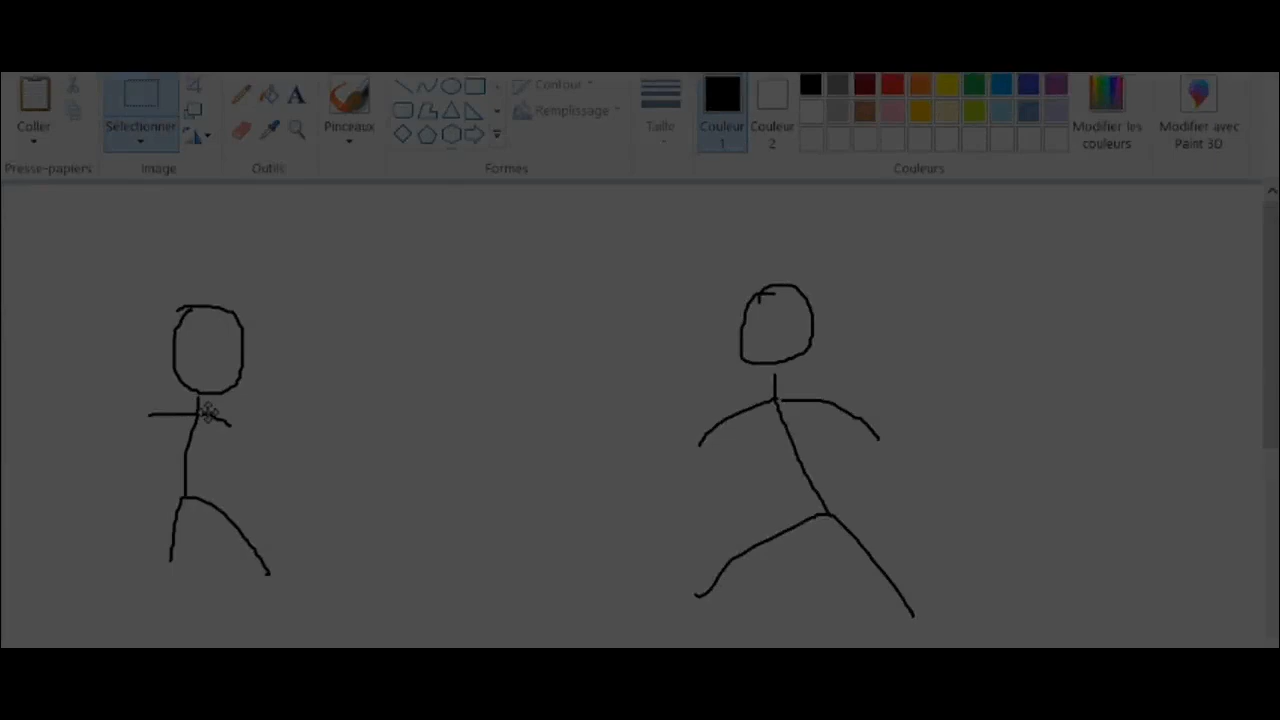 Coller
Sélectionner
Pinceaux
Contour
Remplissage
Taille
Couleur
1
Couleur
2
Modifier les
couleurs
Modifier avec
Paint 3D
Presse-papiers
Image
Outils
Formes
Couleurs